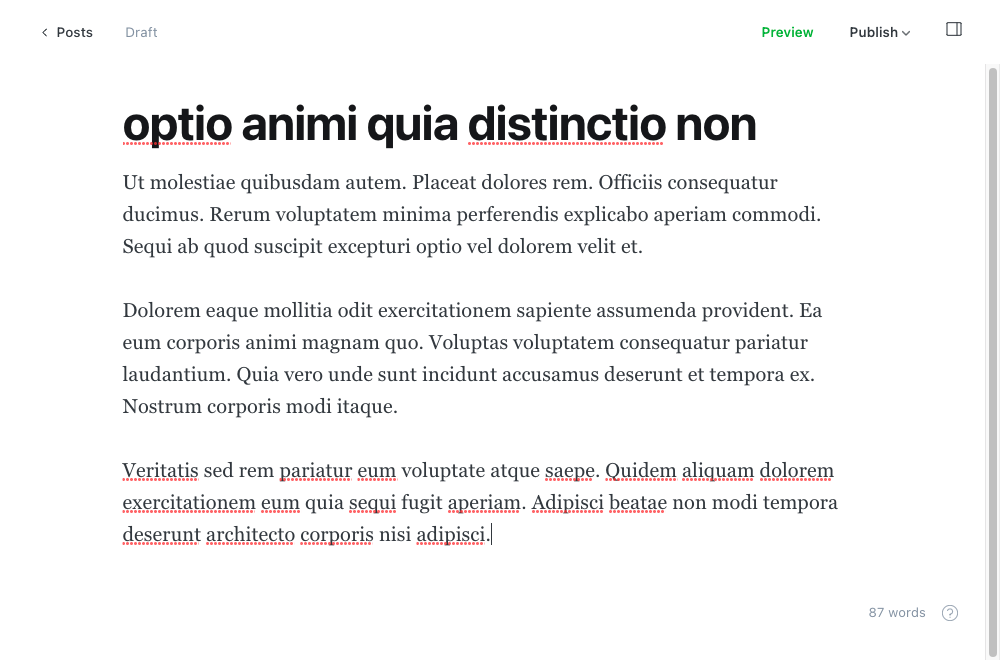 Posts
Draft
Preview
Publish
optio animi quia distinctio non
Ut molestiae quibusdam autem. Placeat dolores rem. Officiis consequatur
ducimus. Rerum voluptatem minima perferendis explicabo aperiam commodi.
Sequi ab quod suscipit excepturi optio vel dolorem velit et.
Dolorem eaque mollitia odit exercitationem sapiente assumenda provident. Ea
eum corporis animi magnam quo. Voluptas voluptatem consequatur pariatur
laudantium. Quia vero unde sunt incidunt accusamus deserunt et tempora ex.
Nostrum corporis modi itaque.
Veritatis sed rem pariatur eum voluptate atque saepe. Quidem aliquam dolorem
exercitationem eum quia sequi fugit aperiam. Adipisci beatae non modi tempora
deserunt architecto corporis nisi adipisci.
87 words
?